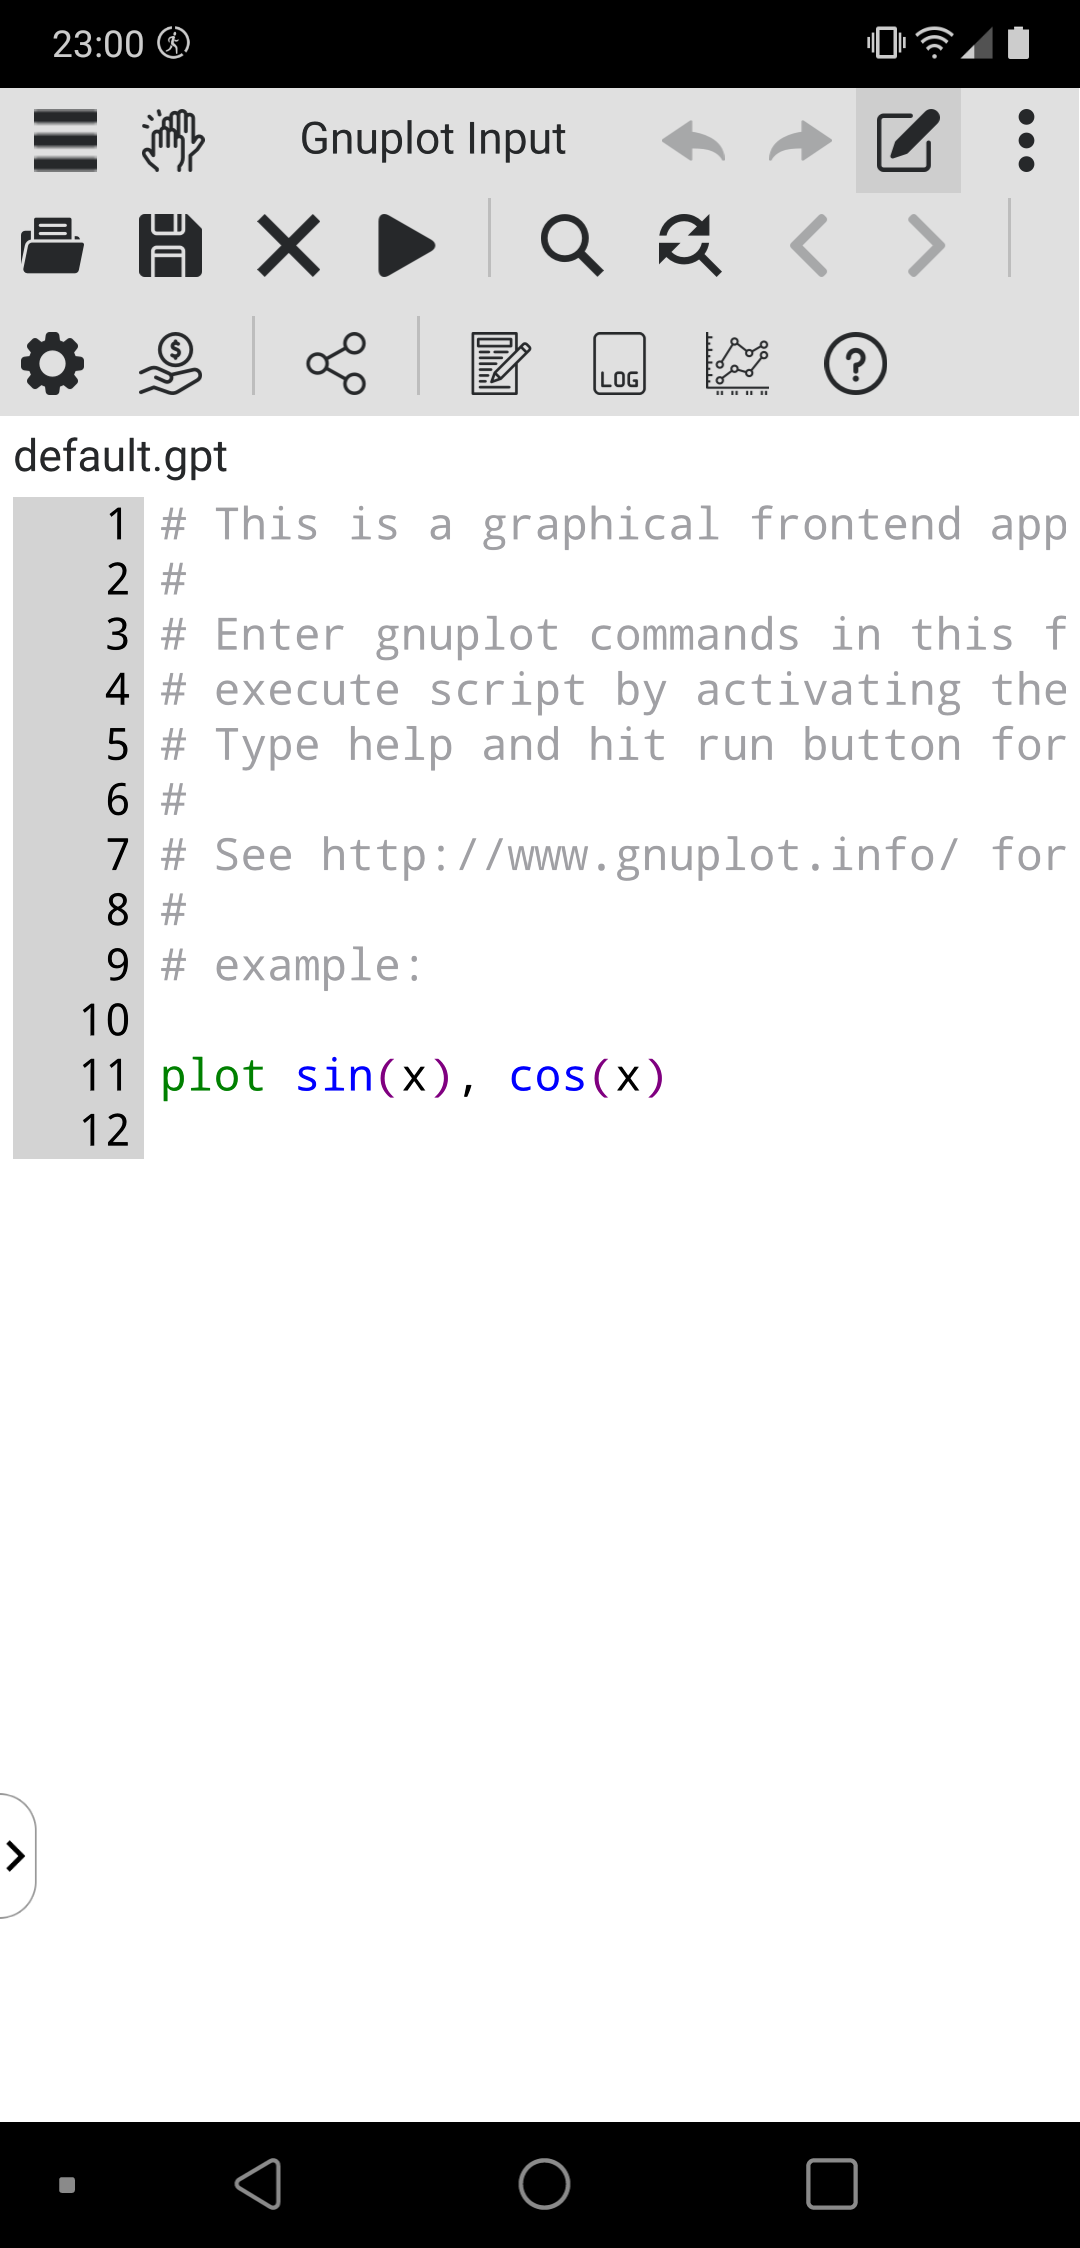 23:00
Gnuplot Input
LOG
default.gpt
1 # This is a graphical frontend app
2 #
3 # Enter gnuplot commands in this f
4 # execute script by activating the
5 # Type help and hit run button for
6 #
7 # See http://www.gnuplot.info/ for
8 #
9 # example:
10
11 plot sin(x), cos(x)
12